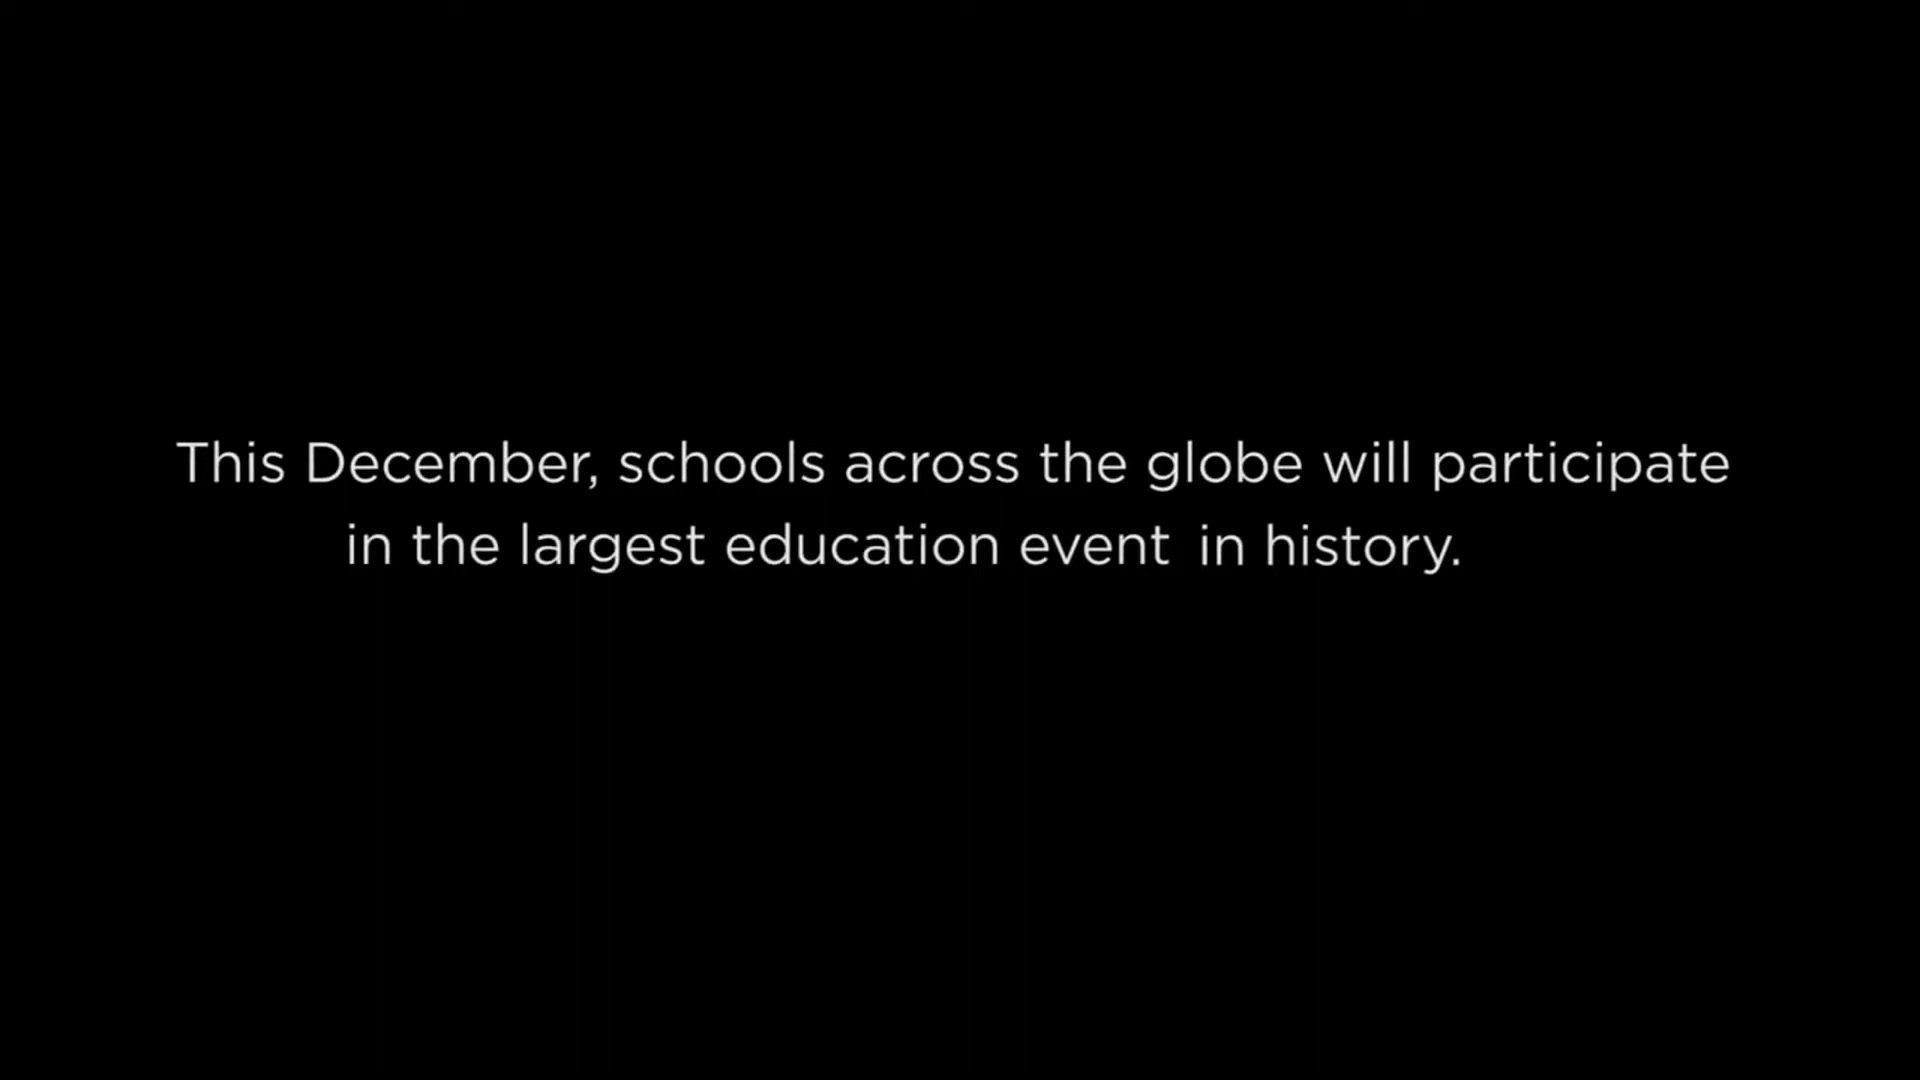 This December, schools across the globe will participate
in the largest education event in history.